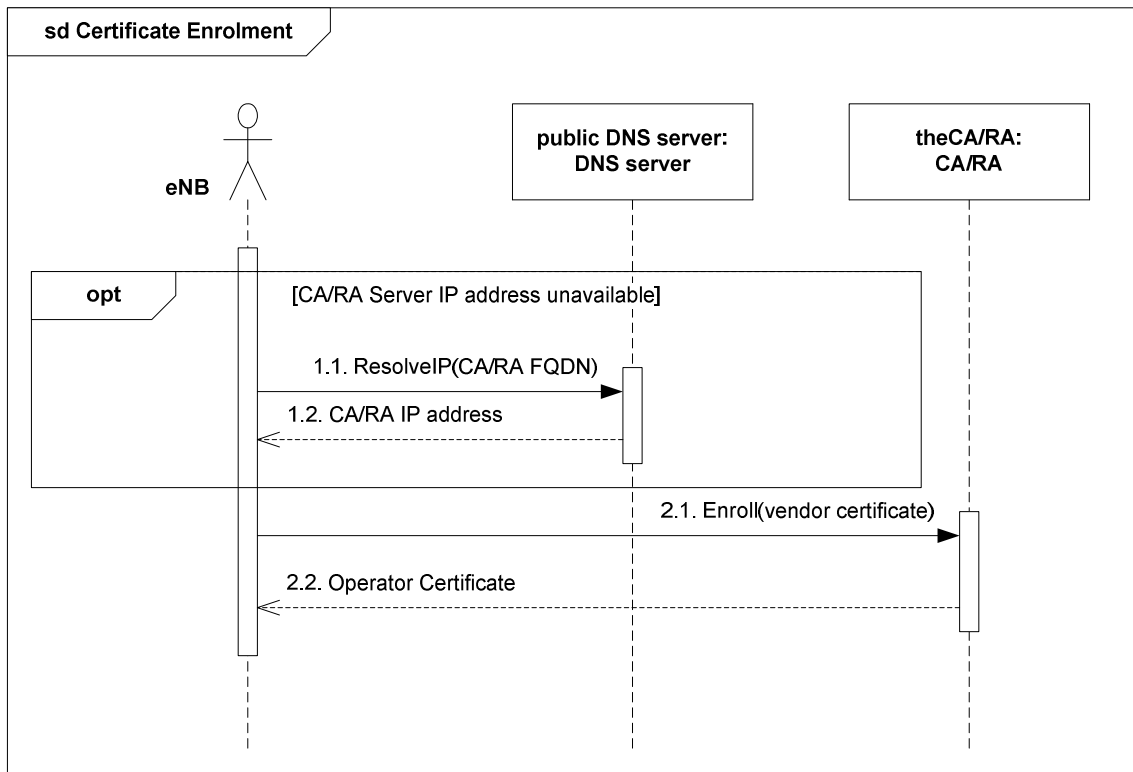 sd Certificate Enrolment
eNB
public DNS server:
DNS server
theCA/RA:
CA/RA
opt
[CA/RA Server IP address unavailable]
1.1. ResolveIP(CA/RA FQDN)
1.2. CA/RA IP address
2.1. Enroll(vendor certificate)
2.2. Operator Certificate